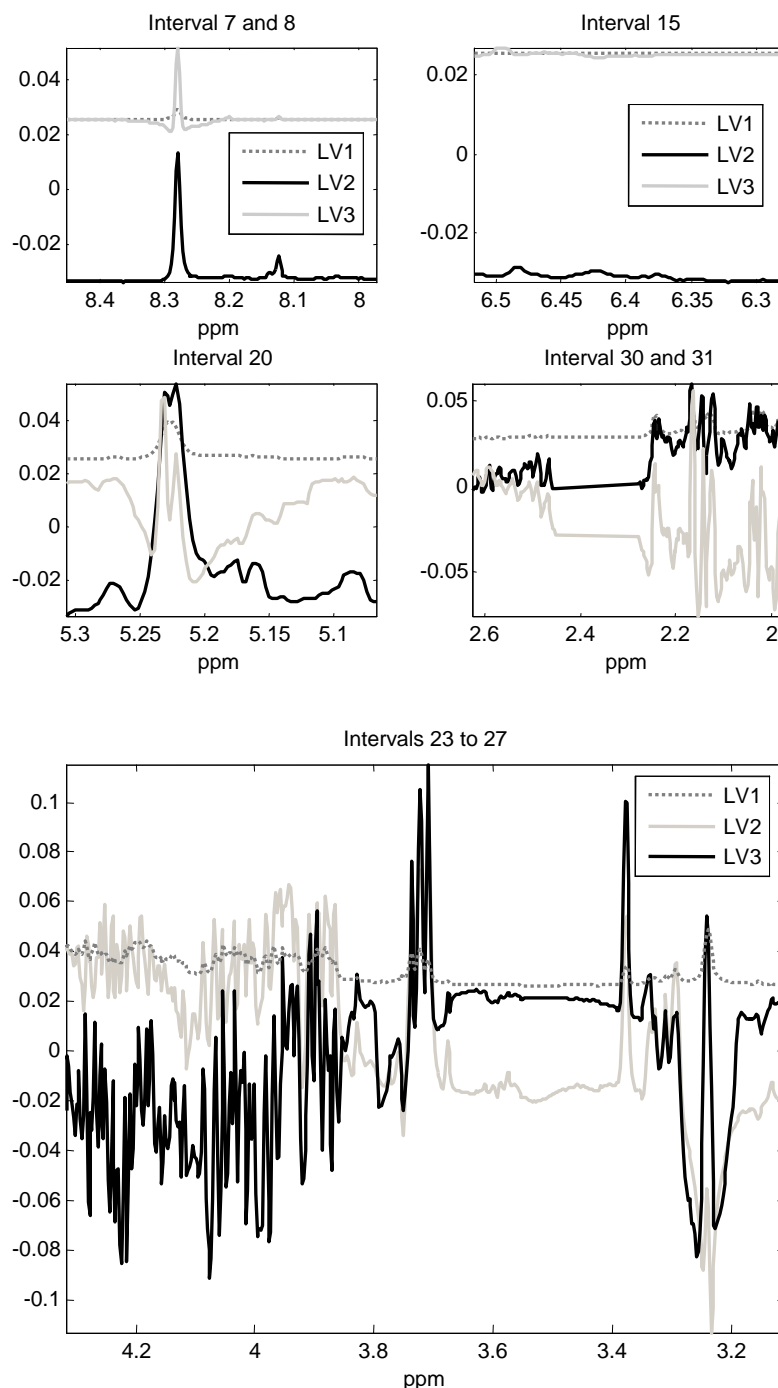 Interval 7 and 8
0.04
0.02
0
-0.02
LV1
LV2
LV3
8.4 8.3 8.2 8.1 8
ppm
Interval 15
0.02
0
-0.02
LV1
LV2
LV3
6.5 6.45 6.4 6.35 6.3
ppm
Interval 20
0.04
0.02
0
-0.02
5.3 5.25 5.2 5.15 5.1
ppm
Interval 30 and 31
0.05
0
-0.05
2.6 2.4 2.2 2
ppm
Intervals 23 to 27
0.1
0.08
0.06
0.04
0.02
0
-0.02
-0.04
-0.06
-0.08
-0.1
LV1
LV2
LV3
4.2 4 3.8 3.6 3.4 3.2
ppm